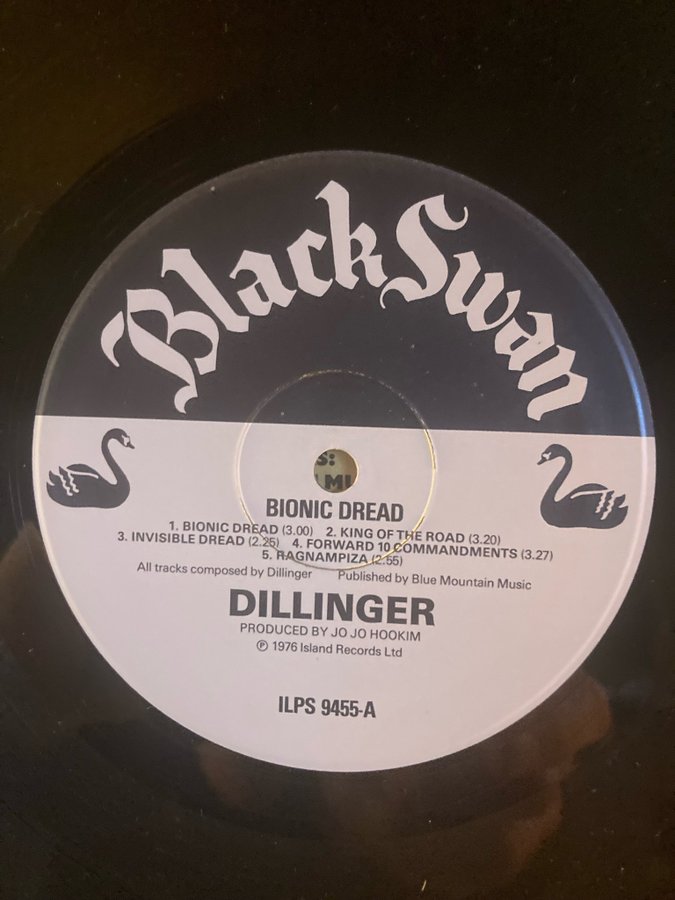 Black Swan
S:
MU
BIONIC DREAD
1. BIONIC DREAD (3.00) 2. KING OF THE ROAD (3.20)
3. INVISIBLE DREAD (2.25) 4. FORWARD 10 COMMANDMENTS (3.27)
5. RAGNAMPIZA (2.55)
All tracks composed by Dillinger Published by Blue Mountain Music
DILLINGER
PRODUCED BY JO JO HOOKIM
℗ 1976 Island Records Ltd
ILPS 9455-A